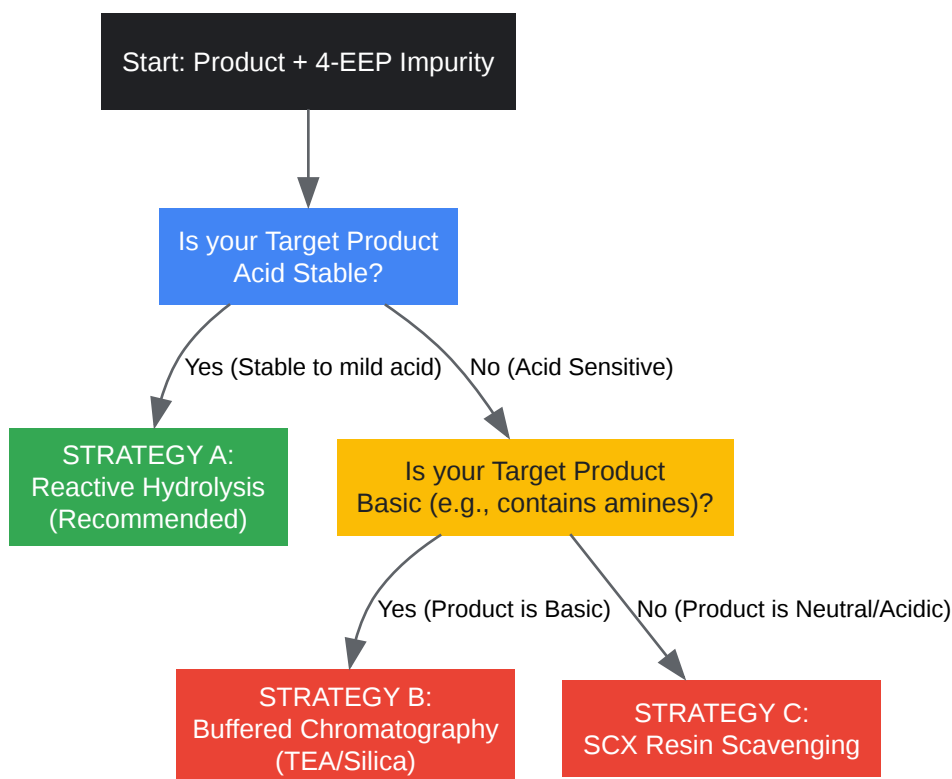 Start: Product + 4-EEP Impurity
Is your Target Product
Acid Stable?
Yes (Stable to mild acid)
No (Acid Sensitive)
STRATEGY A:
Reactive Hydrolysis
(Recommended)
Is your Target Product
Basic (e.g., contains amines)?
Yes (Product is Basic)
No (Product is Neutral/Acidic)
STRATEGY B:
Buffered Chromatography
(TEA/Silica)
STRATEGY C:
SCX Resin Scavenging